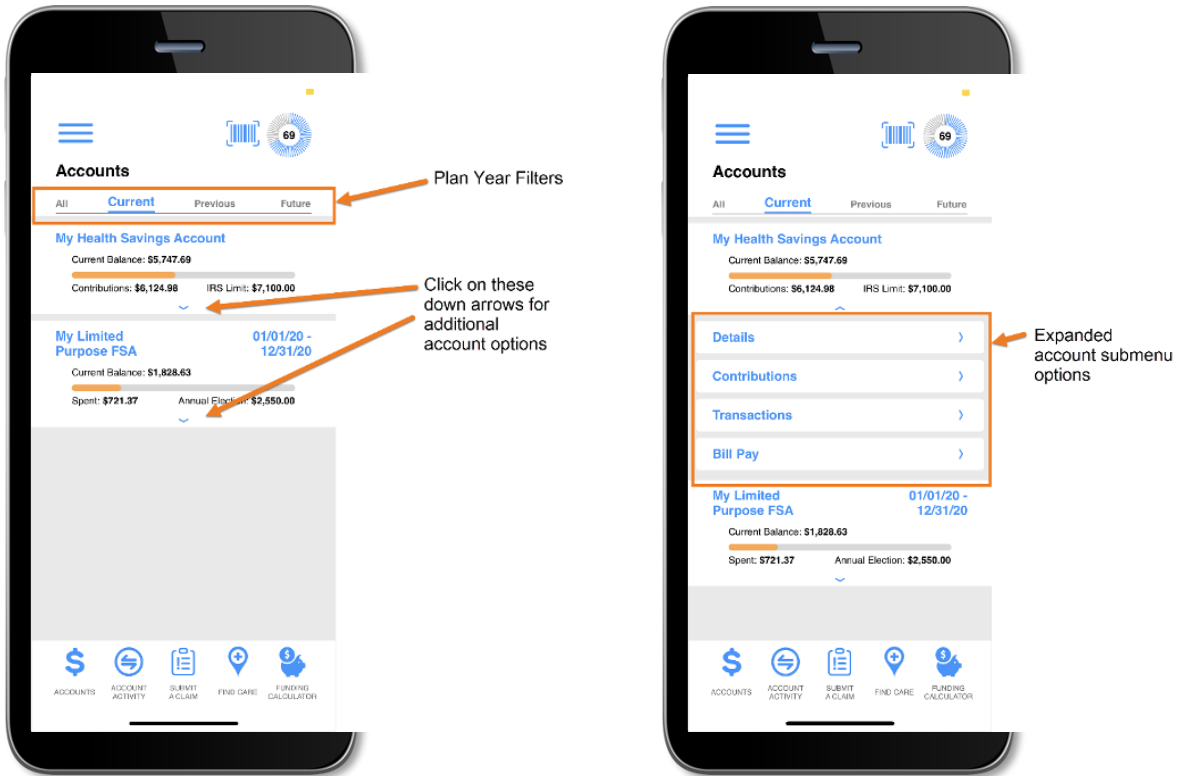 69
Accounts
All Current Previous Future
My Health Savings Account
Current Balance: $5,747.69
Contributions: $6,124.98 IRS Limit: $7,100.00
My Limited 01/01/20 -
Purpose FSA 12/31/20
Current Balance: $1,828.63
Spent: $721.37 Annual Election: $2,550.00
ACCOUNTS ACCOUNT SUBMIT FIND CARE FUNDING
ACTIVITY A CLAIM CALCULATOR
Plan Year Filters
Click on these
down arrows for
additional
account options
69
Accounts
All Current Previous Future
My Health Savings Account
Current Balance: $5,747.69
Contributions: $6,124.98 IRS Limit: $7,100.00
Details
Contributions
Transactions
Bill Pay
My Limited 01/01/20 -
Purpose FSA 12/31/20
Current Balance: $1,828.63
Spent: $721.37 Annual Election: $2,550.00
ACCOUNTS ACCOUNT SUBMIT FIND CARE FUNDING
ACTIVITY A CLAIM CALCULATOR
Expanded
account submenu
options